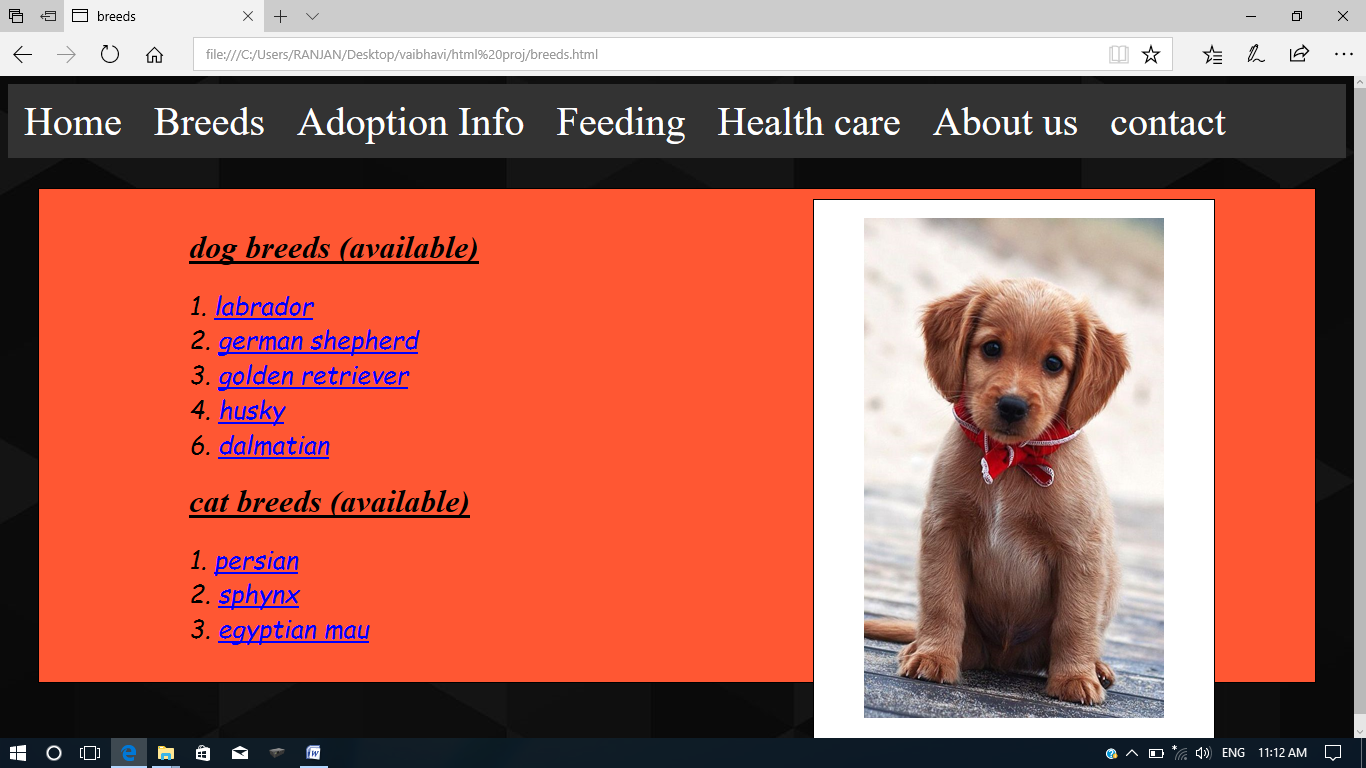 breeds
file:///C:/Users/RANJAN/Desktop/vaibhavi/html%20proj/breeds.html
Home Breeds Adoption Info Feeding Health care About us contact
dog breeds (available)
1. labrador
2. german shepherd
3. golden retriever
4. husky
6. dalmatian
cat breeds (available)
1. persian
2. sphynx
3. egyptian mau
ENG 11:12 AM